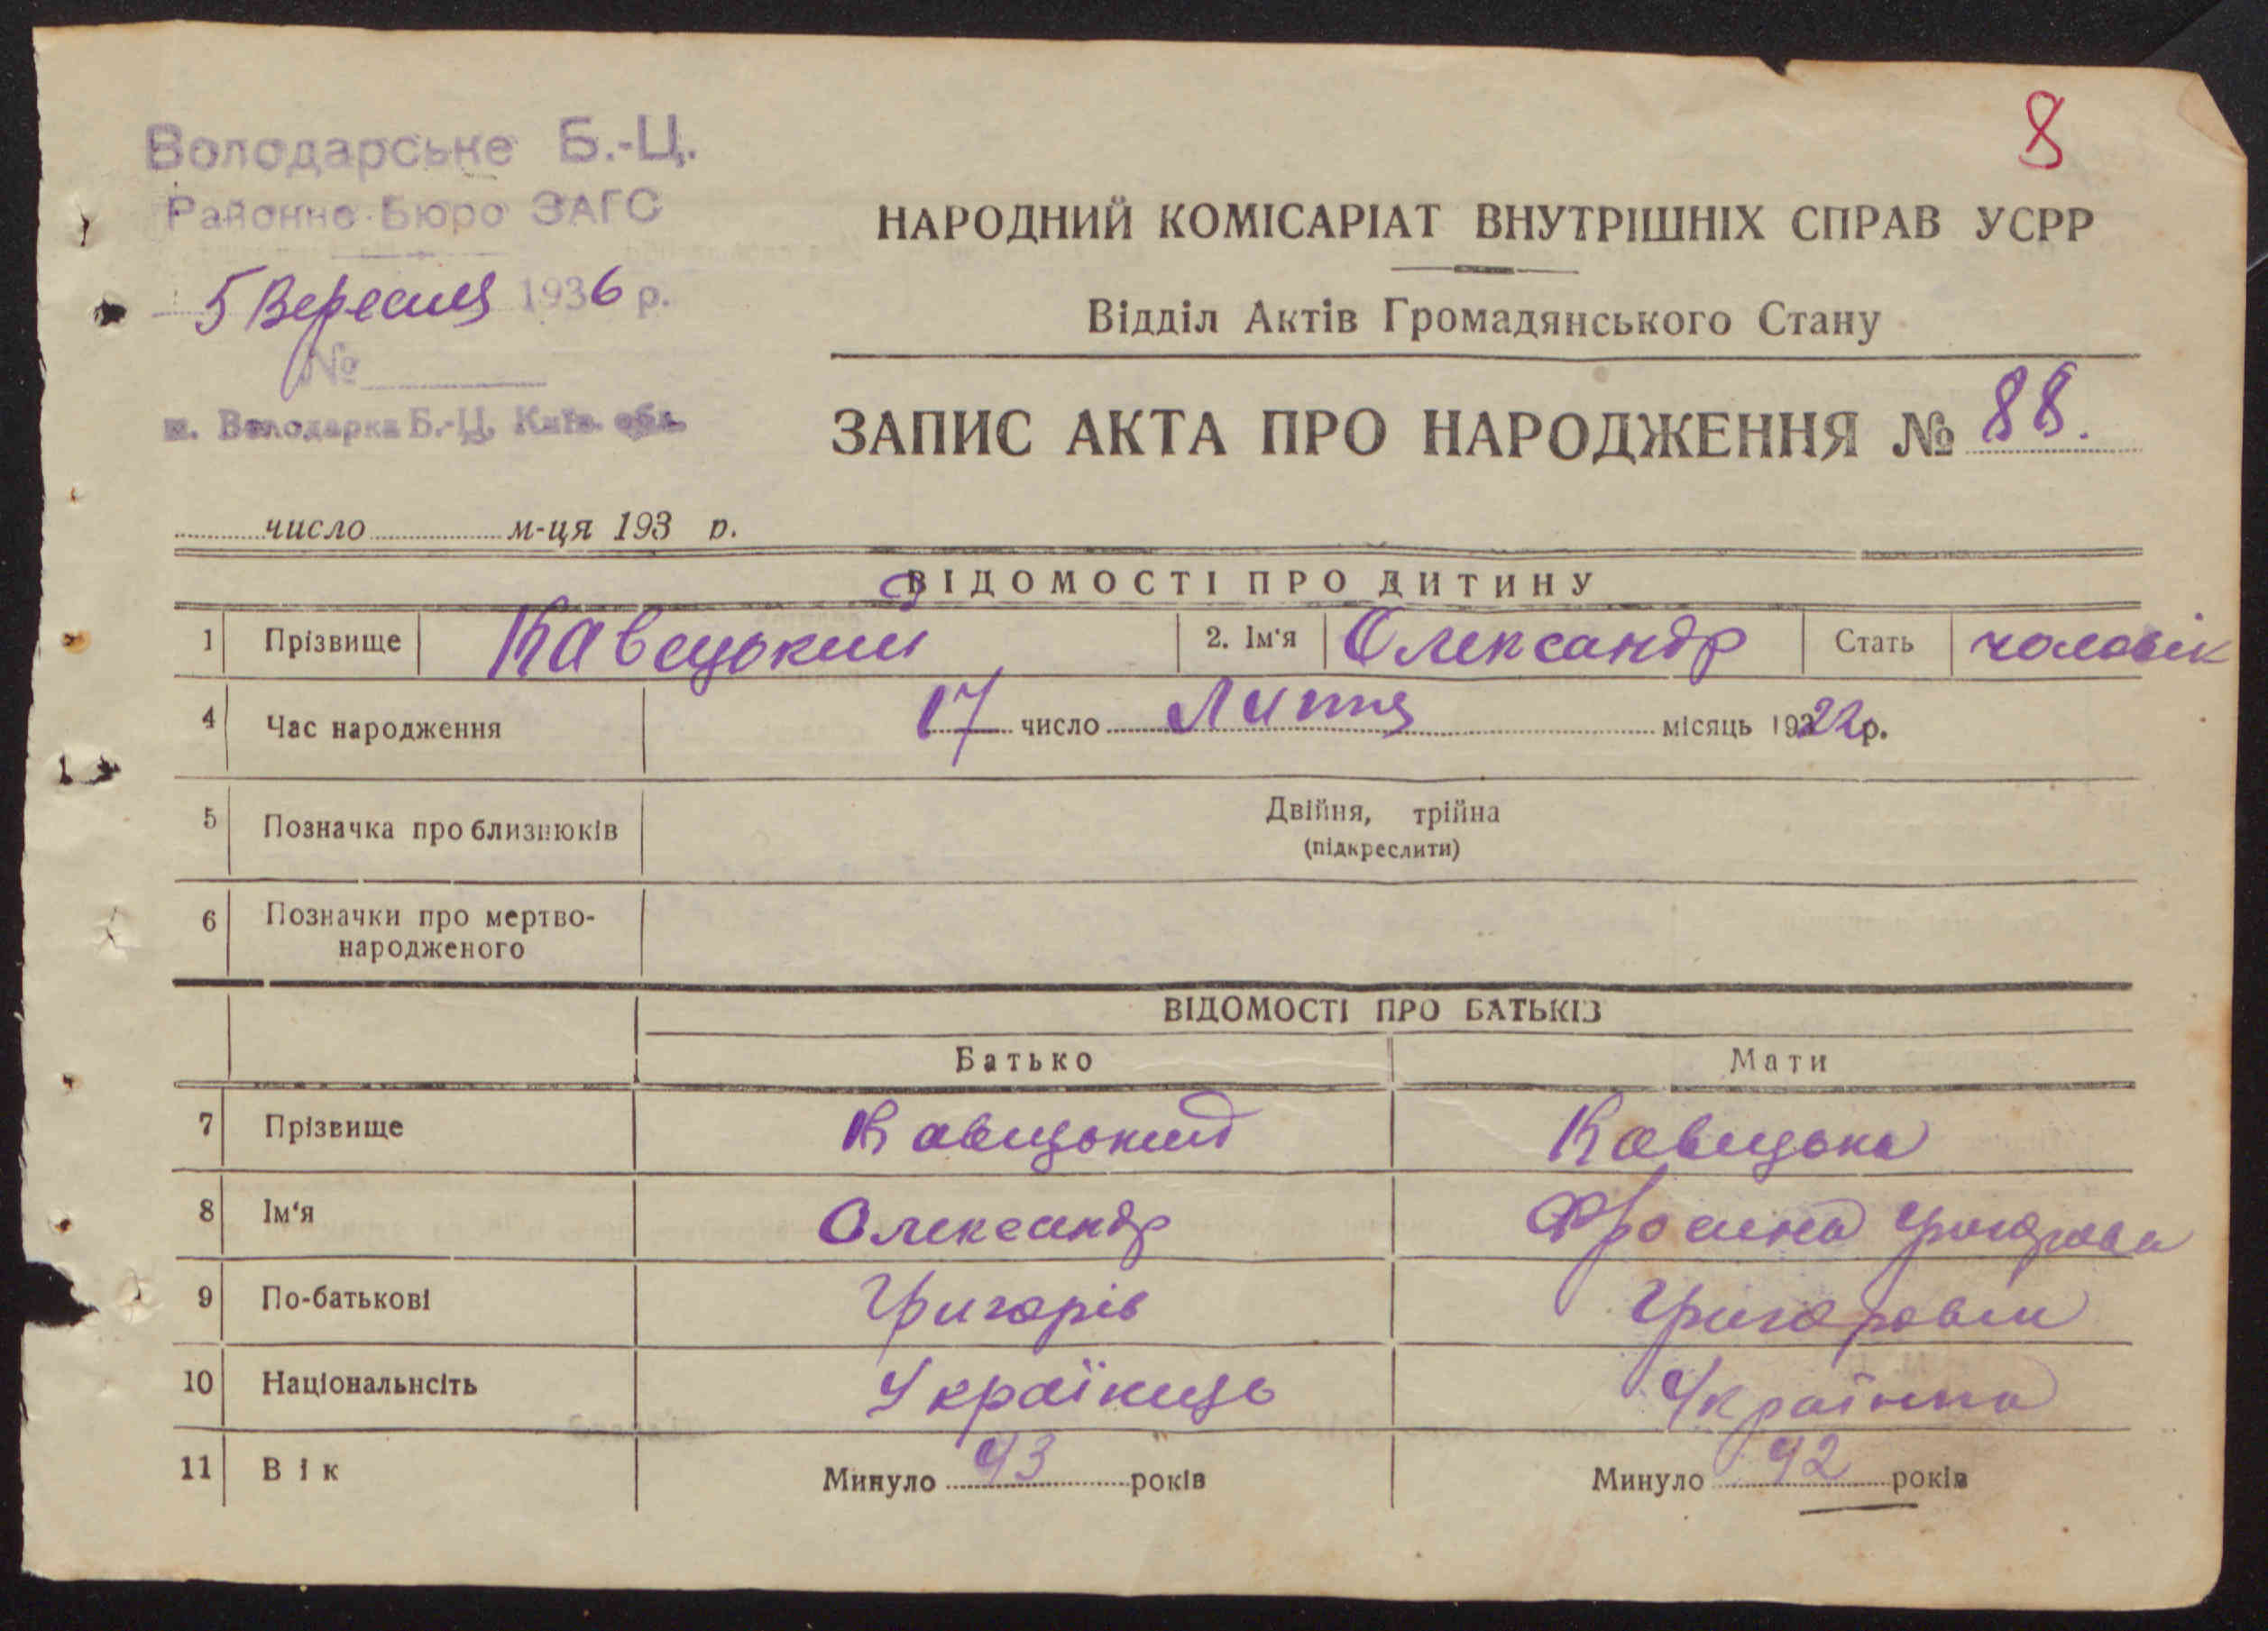 8
Володарське Б.-Ц.
Районне Бюро ЗАГС
5 Вересня 1936 р.
№
м. Володарка Б.-Ц. Київ. обл.
НАРОДНИЙ КОМІСАРІАТ ВНУТРІШНІХ СПРАВ УСРР
Відділ Актів Громадянського Стану
ЗАПИС АКТА ПРО НАРОДЖЕННЯ № 88.
число м-ця 193 р.
ВІДОМОСТІ ПРО ДИТИНУ
1 Прізвище Кавецький 2. Ім'я Олександр Стать чоловік
4 Час народження 17 число Липня місяць 1922 р.
5 Позначка про близнюків Двійня, трійна
(підкреслити)
6 Позначки про мертво-
народженого
ВІДОМОСТІ ПРО БАТЬКІВ
Батько Мати
7 Прізвище Кавецький Кавецька
8 Ім'я Олександр Фросина
9 По-батькові Григорів Григоровна
10 Національнсіть Українець Українка
11 Вік Минуло 43 років Минуло 42 років